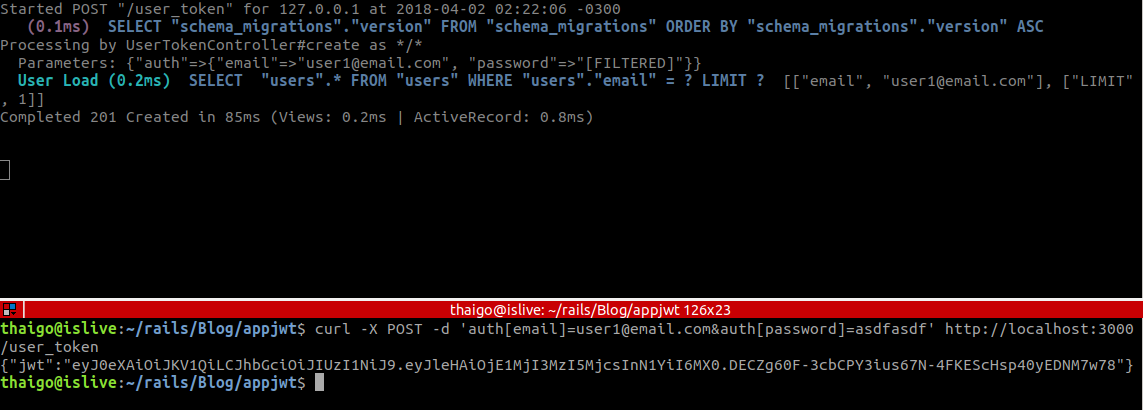 Started POST "/user_token" for 127.0.0.1 at 2018-04-02 02:22:06 -0300
(0.1ms)  SELECT "schema_migrations"."version" FROM "schema_migrations" ORDER BY "schema_migrations"."version" ASC
Processing by UserTokenController#create as */*
Parameters: {"auth"=>{"email"=>"user1@email.com", "password"=>"[FILTERED]"}}
User Load (0.2ms)  SELECT  "users".* FROM "users" WHERE "users"."email" = ? LIMIT ?  [["email", "user1@email.com"], ["LIMIT"
, 1]]
Completed 201 Created in 85ms (Views: 0.2ms | ActiveRecord: 0.8ms)
thaigo@islive: ~/rails/Blog/appjwt 126x23
thaigo@islive:~/rails/Blog/appjwt$ curl -X POST -d 'auth[email]=user1@email.com&auth[password]=asdfasdf' http://localhost:3000
/user_token
{"jwt":"eyJ0eXAiOiJKV1QiLCJhbGciOiJIUzI1NiJ9.eyJleHAiOjE1MjI3MzI5MjcsInN1YiI6MX0.DECZg60F-3cbCPY3ius67N-4FKEScHsp40yEDNM7w78"}
thaigo@islive:~/rails/Blog/appjwt$